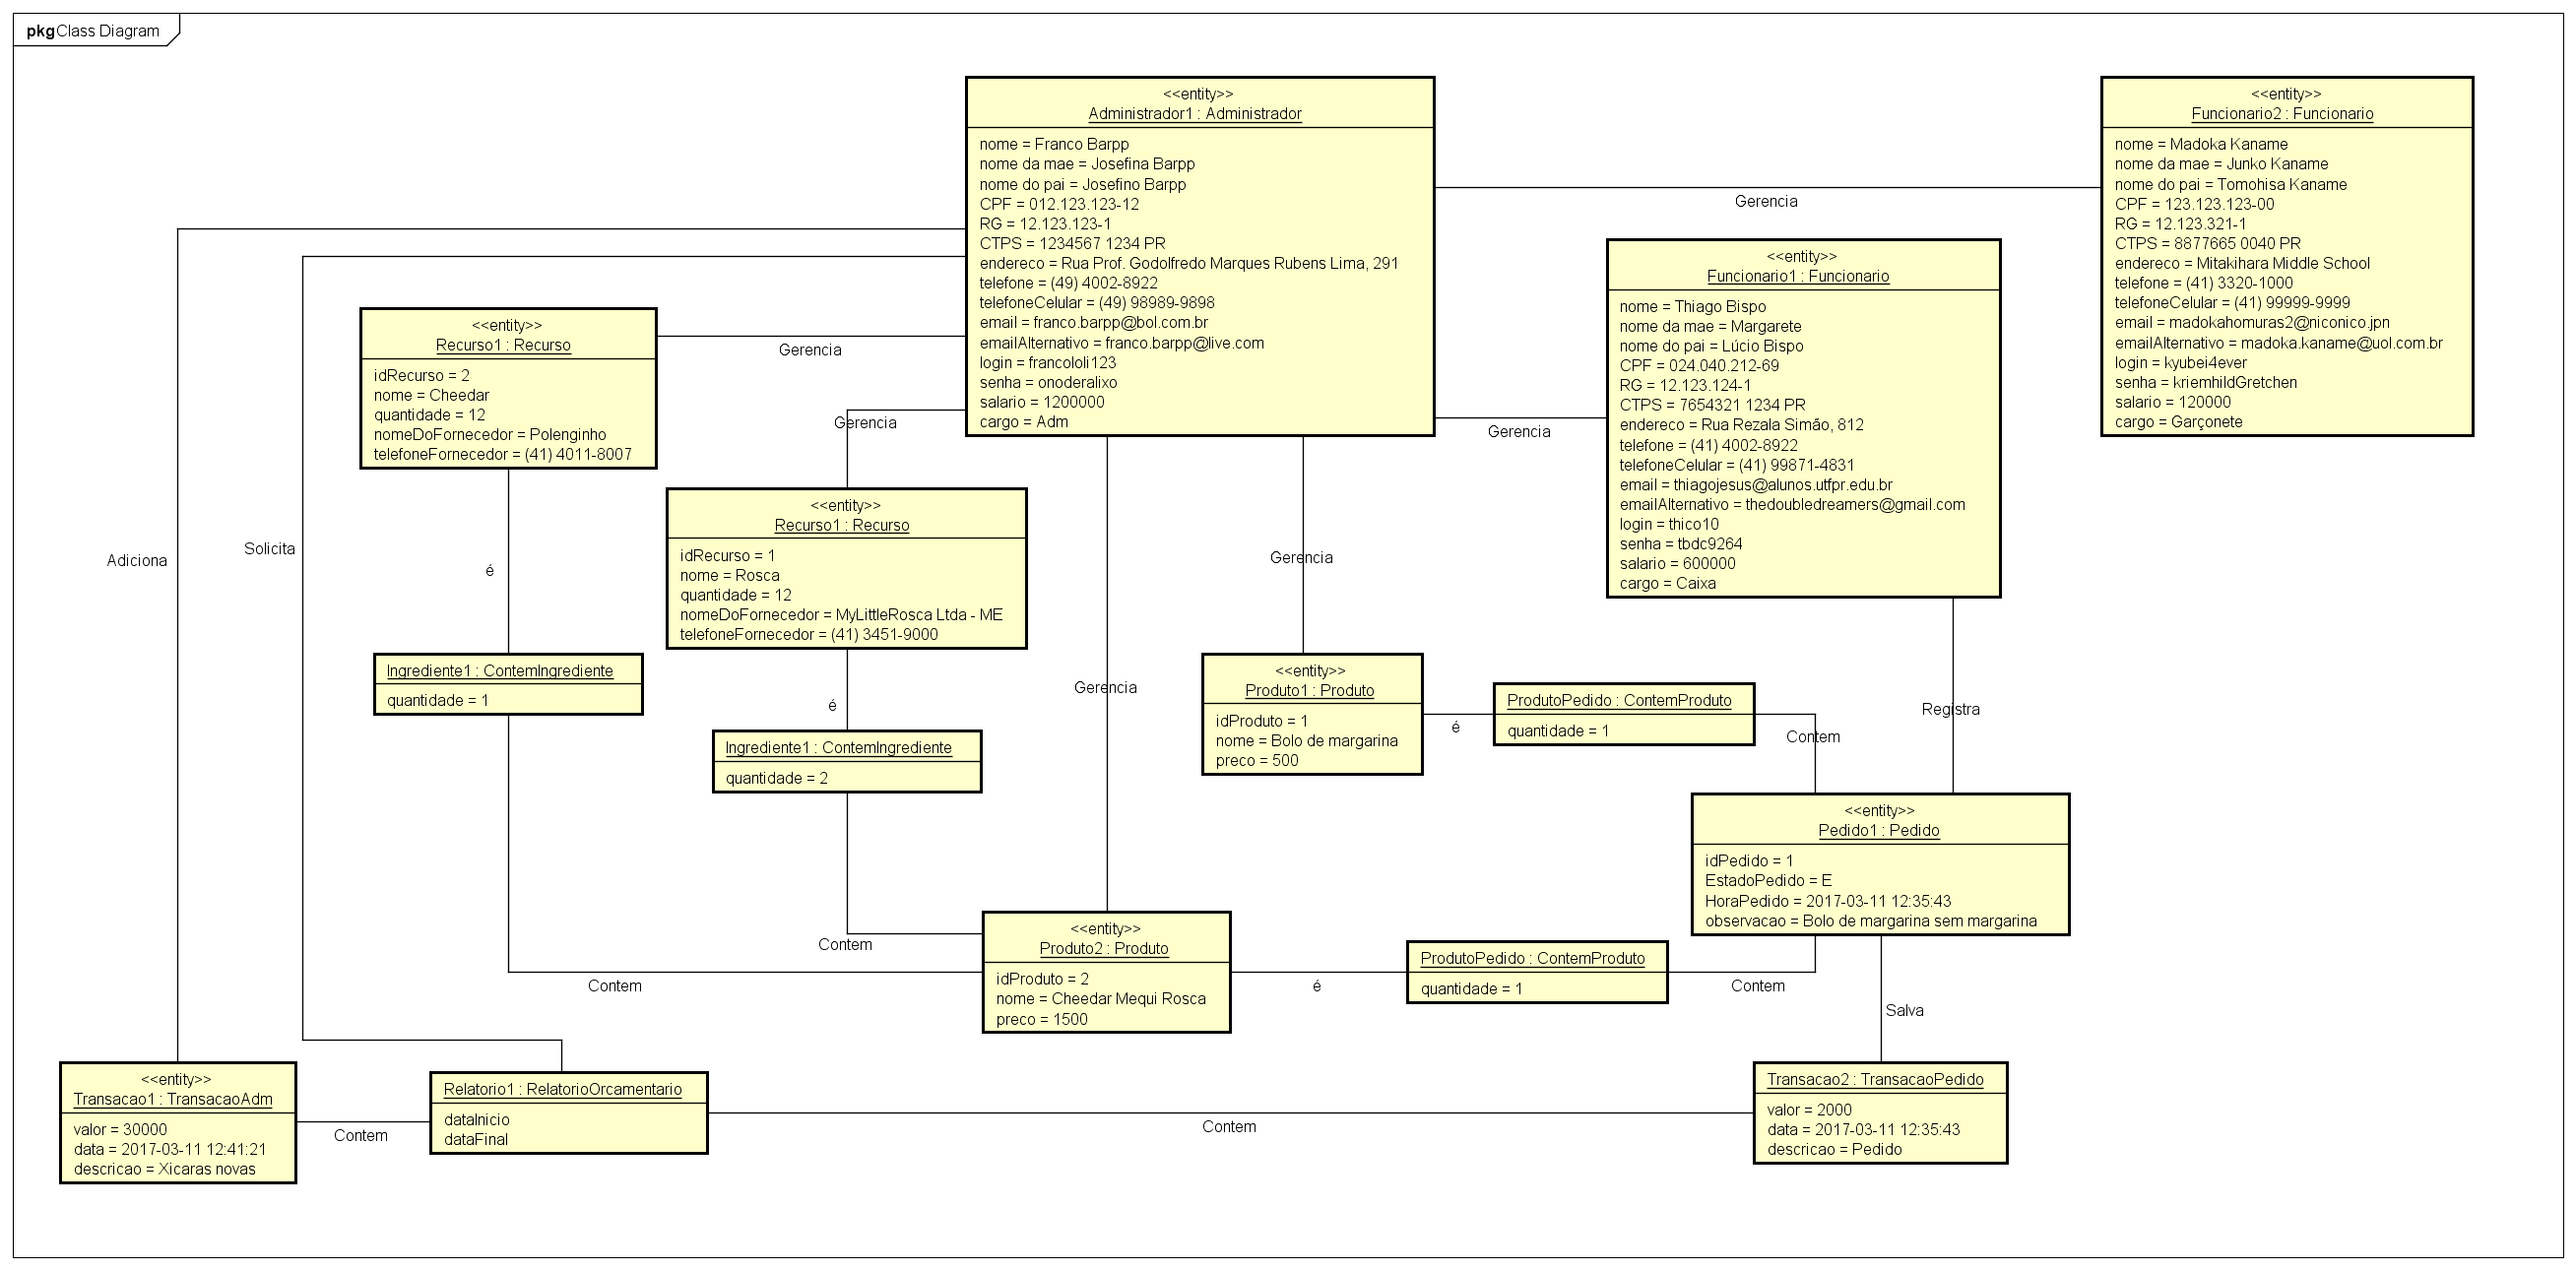 pkg Class Diagram
<<entity>>
Administrador1 : Administrador
nome = Franco Barpp
nome da mae = Josefina Barpp
nome do pai = Josefino Barpp
CPF = 012.123.123-12
RG = 12.123.123-1
CTPS = 1234567 1234 PR
endereco = Rua Prof. Godolfredo Marques Rubens Lima, 291
telefone = (49) 4002-8922
telefoneCelular = (49) 98989-9898
email = franco.barpp@bol.com.br
emailAlternativo = franco.barpp@live.com
login = francololi123
senha = onoderalixo
salario = 1200000
cargo = Adm
<<entity>>
Funcionario2 : Funcionario
nome = Madoka Kaname
nome da mae = Junko Kaname
nome do pai = Tomohisa Kaname
CPF = 123.123.123-00
RG = 12.123.321-1
CTPS = 8877665 0040 PR
endereco = Mitakihara Middle School
telefone = (41) 3320-1000
telefoneCelular = (41) 99999-9999
email = madokahomuras2@niconico.jpn
emailAlternativo = madoka.kaname@uol.com.br
login = kyubei4ever
senha = kriemhildGretchen
salario = 120000
cargo = Garçonete
Gerencia
<<entity>>
Funcionario1 : Funcionario
nome = Thiago Bispo
nome da mae = Margarete
nome do pai = Lúcio Bispo
CPF = 024.040.212-69
RG = 12.123.124-1
CTPS = 7654321 1234 PR
endereco = Rua Rezala Simão, 812
telefone = (41) 4002-8922
telefoneCelular = (41) 99871-4831
email = thiagojesus@alunos.utfpr.edu.br
emailAlternativo = thedoubledreamers@gmail.com
login = thico10
senha = tbdc9264
salario = 600000
cargo = Caixa
Gerencia
<<entity>>
Recurso1 : Recurso
idRecurso = 2
nome = Cheedar
quantidade = 12
nomeDoFornecedor = Polenginho
telefoneFornecedor = (41) 4011-8007
Gerencia
Gerencia
<<entity>>
Recurso1 : Recurso
idRecurso = 1
nome = Rosca
quantidade = 12
nomeDoFornecedor = MyLittleRosca Ltda - ME
telefoneFornecedor = (41) 3451-9000
Adiciona
Solicita
é
Gerencia
Ingrediente1 : ContemIngrediente
quantidade = 1
é
Gerencia
<<entity>>
Produto1 : Produto
idProduto = 1
nome = Bolo de margarina
preco = 500
é
ProdutoPedido : ContemProduto
quantidade = 1
Contem
Registra
Ingrediente1 : ContemIngrediente
quantidade = 2
<<entity>>
Pedido1 : Pedido
idPedido = 1
EstadoPedido = E
HoraPedido = 2017-03-11 12:35:43
observacao = Bolo de margarina sem margarina
Contem
Contem
<<entity>>
Produto2 : Produto
idProduto = 2
nome = Cheedar Mequi Rosca
preco = 1500
é
ProdutoPedido : ContemProduto
quantidade = 1
Contem
Salva
<<entity>>
Transacao1 : TransacaoAdm
valor = 30000
data = 2017-03-11 12:41:21
descricao = Xicaras novas
Contem
Relatorio1 : RelatorioOrcamentario
dataInicio
dataFinal
Contem
Transacao2 : TransacaoPedido
valor = 2000
data = 2017-03-11 12:35:43
descricao = Pedido